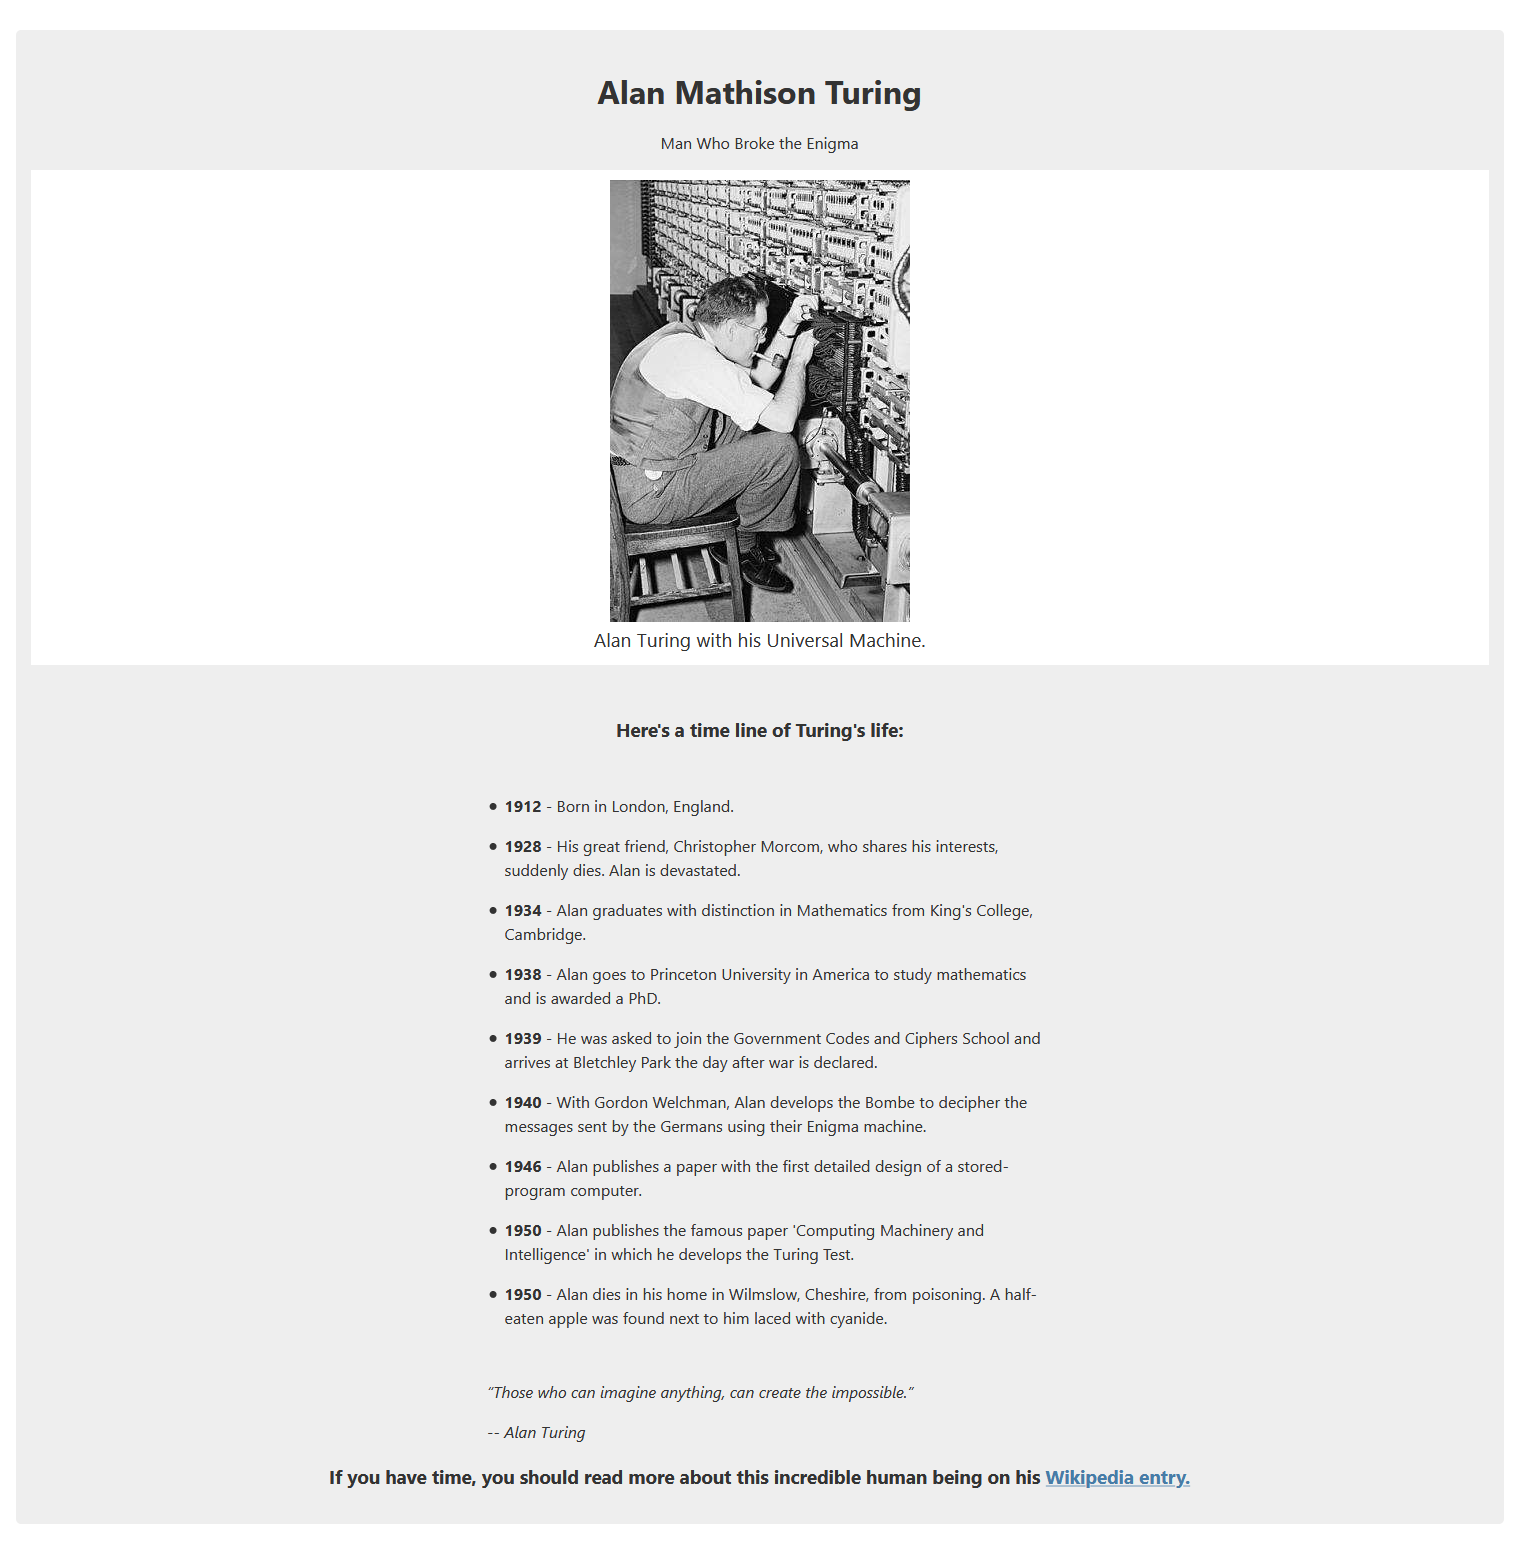 Alan Mathison Turing
Man Who Broke the Enigma
Alan Turing with his Universal Machine.
Here's a time line of Turing's life:
• 1912 - Born in London, England.
• 1928 - His great friend, Christopher Morcom, who shares his interests,
suddenly dies. Alan is devastated.
• 1934 - Alan graduates with distinction in Mathematics from King's College,
Cambridge.
• 1938 - Alan goes to Princeton University in America to study mathematics
and is awarded a PhD.
• 1939 - He was asked to join the Government Codes and Ciphers School and
arrives at Bletchley Park the day after war is declared.
• 1940 - With Gordon Welchman, Alan develops the Bombe to decipher the
messages sent by the Germans using their Enigma machine.
• 1946 - Alan publishes a paper with the first detailed design of a stored-
program computer.
• 1950 - Alan publishes the famous paper 'Computing Machinery and
Intelligence' in which he develops the Turing Test.
• 1950 - Alan dies in his home in Wilmslow, Cheshire, from poisoning. A half-
eaten apple was found next to him laced with cyanide.
“Those who can imagine anything, can create the impossible.”
-- Alan Turing
If you have time, you should read more about this incredible human being on his Wikipedia entry.